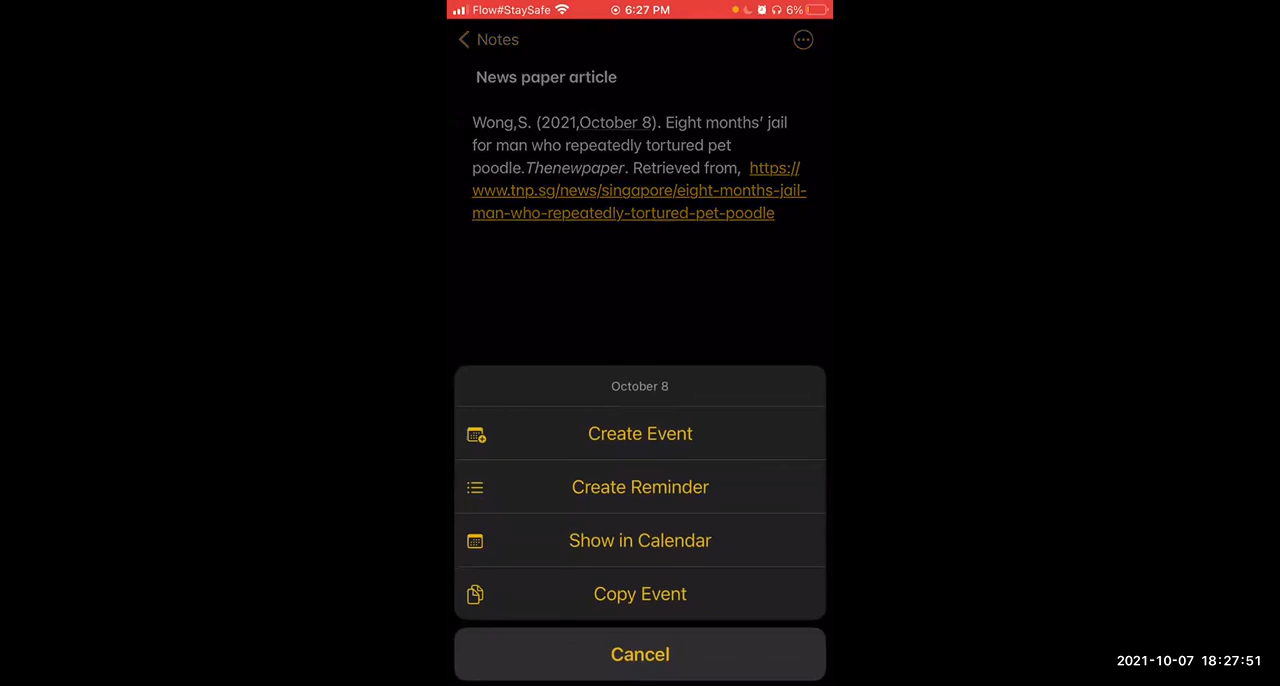 Flow#StaySafe 6:27 PM 6%
Notes
News paper article
Wong,S. (2021,October 8). Eight months’ jail
for man who repeatedly tortured pet
poodle.Thenewpaper. Retrieved from, https://
www.tnp.sg/news/singapore/eight-months-jail-
man-who-repeatedly-tortured-pet-poodle
October 8
Create Event
Create Reminder
Show in Calendar
Copy Event
Cancel
2021-10-07 18:27:51